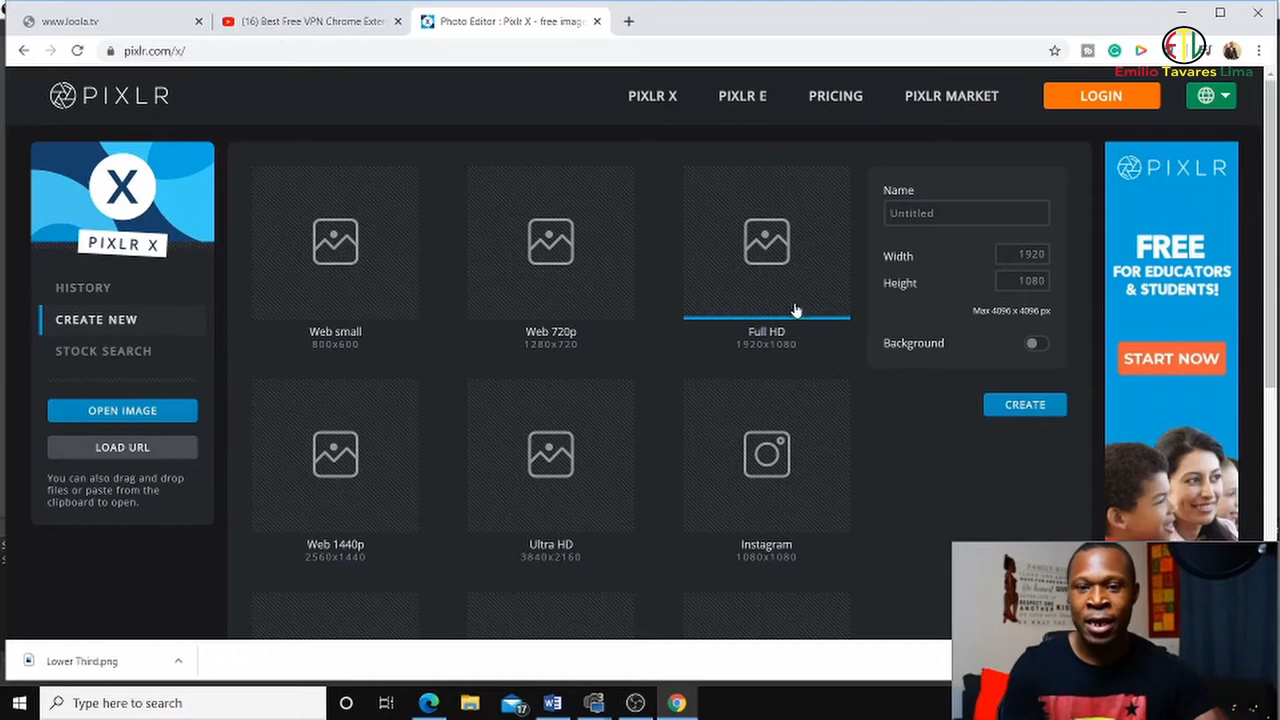 www.loola.tv
(16) Best Free VPN Chrome Exten
Photo Editor : Pixlr X - free imag
pixlr.com/x/
ETL
Emilio Tavares Lima
PIXLR
PIXLR X
PIXLR E
PRICING
PIXLR MARKET
LOGIN
X
PIXLR X
HISTORY
CREATE NEW
STOCK SEARCH
OPEN IMAGE
LOAD URL
You can also drag and drop
files or paste from the
clipboard to open.
Web small
800x600
Web 720p
1280x720
Full HD
1920x1080
Web 1440p
2560x1440
Ultra HD
3840x2160
Instagram
1080x1080
Name
Untitled
Width
1920
Height
1080
Max 4096 x 4096 px
Background
CREATE
PIXLR
FREE
FOR EDUCATORS
& STUDENTS!
START NOW
Lower Third.png
Type here to search
17